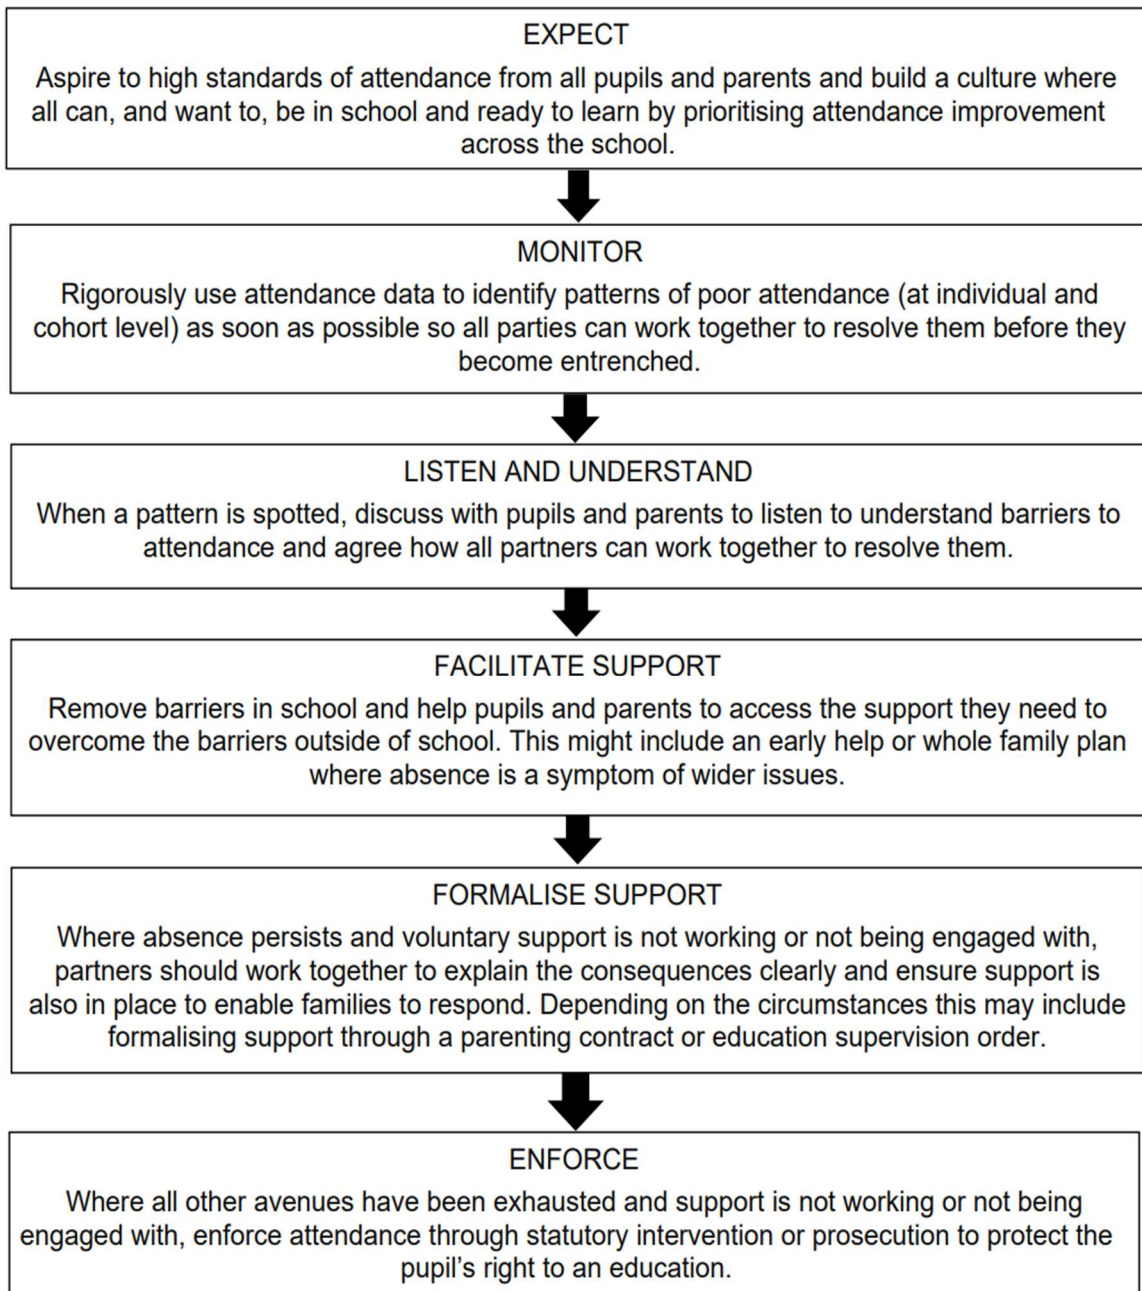 EXPECT
Aspire to high standards of attendance from all pupils and parents and build a culture where
all can, and want to, be in school and ready to learn by prioritising attendance improvement
across the school.
MONITOR
Rigorously use attendance data to identify patterns of poor attendance (at individual and
cohort level) as soon as possible so all parties can work together to resolve them before they
become entrenched.
LISTEN AND UNDERSTAND
When a pattern is spotted, discuss with pupils and parents to listen to understand barriers to
attendance and agree how all partners can work together to resolve them.
FACILITATE SUPPORT
Remove barriers in school and help pupils and parents to access the support they need to
overcome the barriers outside of school. This might include an early help or whole family plan
where absence is a symptom of wider issues.
FORMALISE SUPPORT
Where absence persists and voluntary support is not working or not being engaged with,
partners should work together to explain the consequences clearly and ensure support is
also in place to enable families to respond. Depending on the circumstances this may include
formalising support through a parenting contract or education supervision order.
ENFORCE
Where all other avenues have been exhausted and support is not working or not being
engaged with, enforce attendance through statutory intervention or prosecution to protect the
pupil's right to an education.